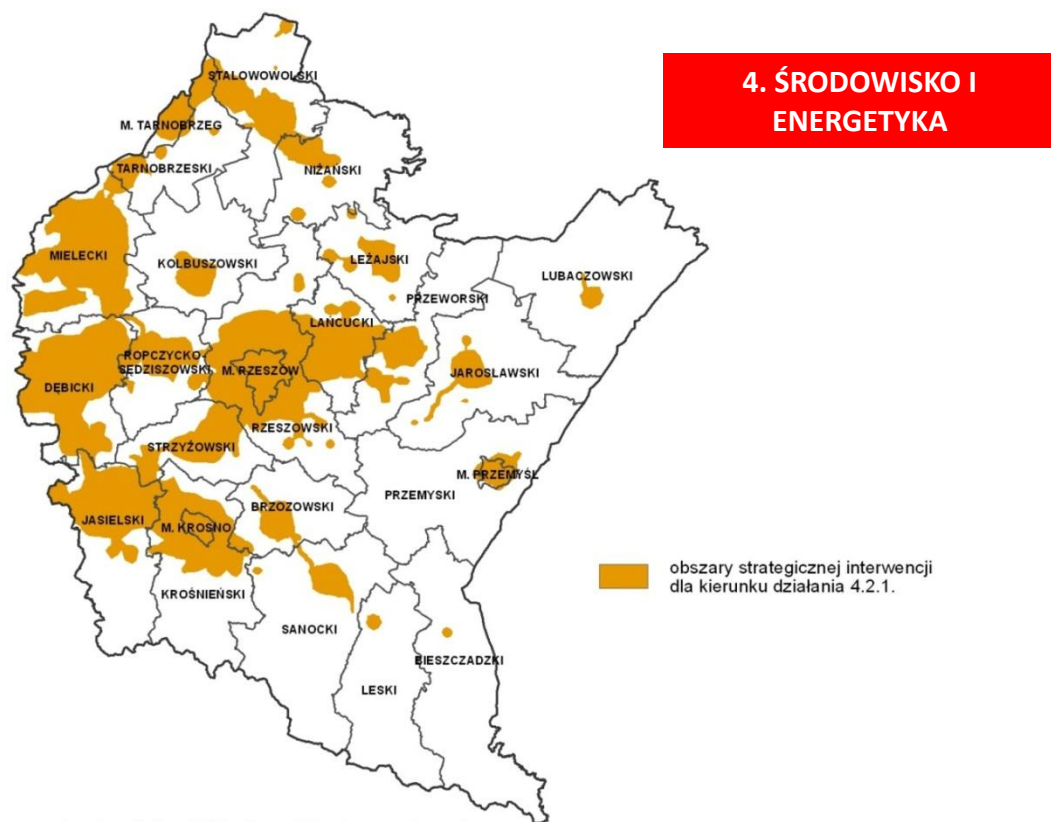 4. ŚRODOWISKO I
ENERGETYKA
STALOWOWOLSKI
M. TARNOBRZEG
TARNOBRZESKI
NIŻAŃSKI
MIELECKI
KOLBUSZOWSKI
LEŻAJSKI
LUBACZOWSKI
PRZEWORSKI
ŁAŃCUCKI
ROPCZYCKO-
SĘDZISZOWSKI
M. RZESZÓW
JAROSŁAWSKI
DĘBICKI
RZESZOWSKI
STRZYŻOWSKI
M. PRZEMYŚL
PRZEMYSKI
BRZOZOWSKI
JASIELSKI
M. KROSNO
obszary strategicznej interwencji
dla kierunku działania 4.2.1.
KROŚNIEŃSKI
SANOCKI
BIESZCZADZKI
LESKI